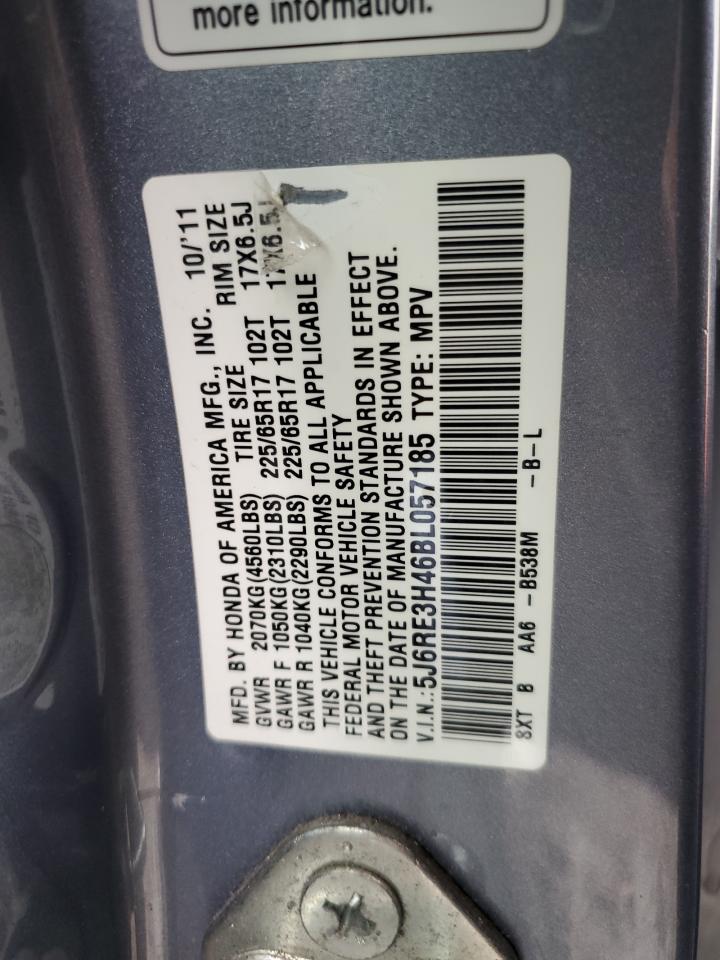 more information.
MFD. BY HONDA OF AMERICA MFG., INC. 10/'11
GVWR 2070KG(4560LBS) TIRE SIZE RIM SIZE
GAWR F 1050KG(2310LBS) 225/65R17 102T 17X6.5J
GAWR R 1040KG(2290LBS) 225/65R17 102T 17X6.5J
THIS VEHICLE CONFORMS TO ALL APPLICABLE
FEDERAL MOTOR VEHICLE SAFETY
AND THEFT PREVENTION STANDARDS IN EFFECT
ON THE DATE OF MANUFACTURE SHOWN ABOVE.
V.I.N.:5J6RE3H46BL057185 TYPE: MPV
8XT B AA6 -B538M -B-L